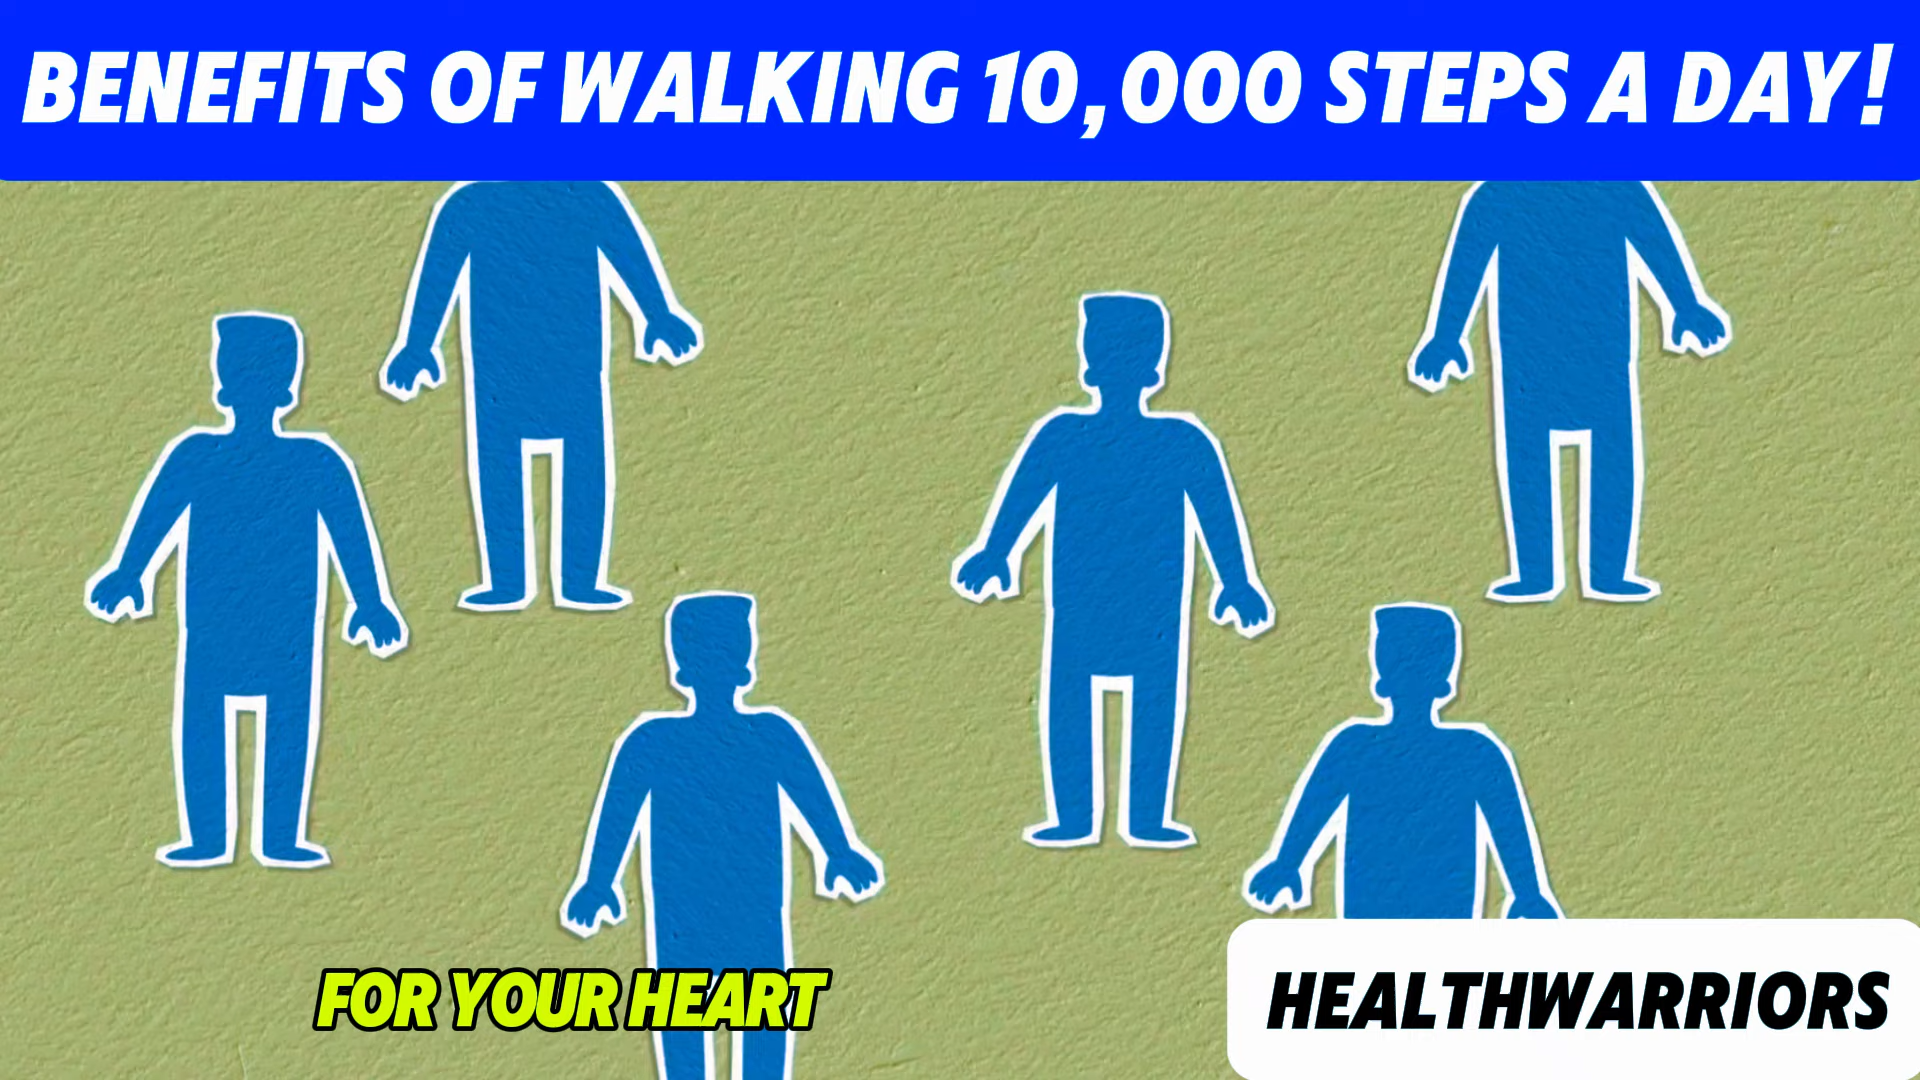 BENEFITS OF WALKING 10,000 STEPS A DAY!
FOR YOUR HEART
HEALTHWARRIORS